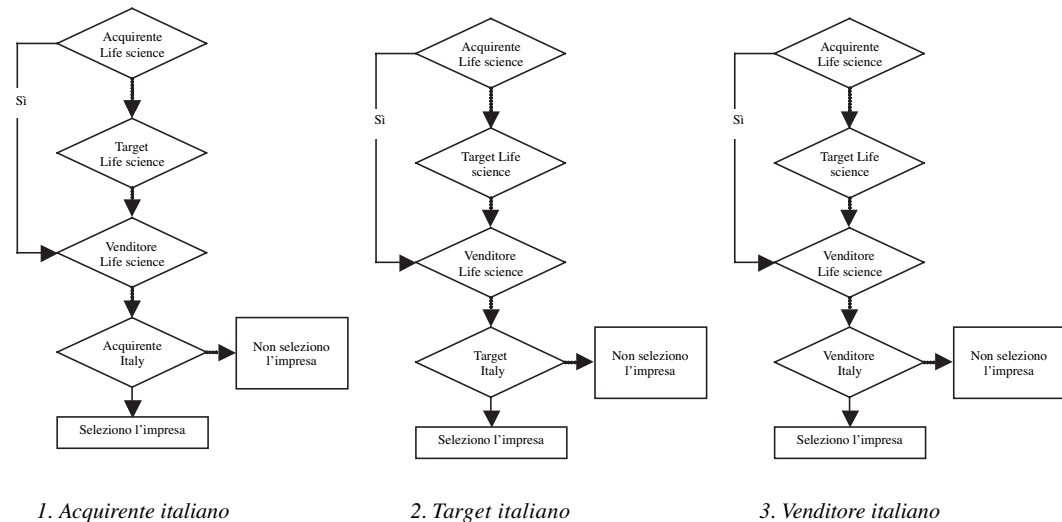 Acquirente
Life science
Sì
Target
Life science
Venditore
Life science
Acquirente
Italy
Non seleziono
l'impresa
Seleziono l'impresa
1. Acquirente italiano
Acquirente
Life science
Sì
Target Life
science
Venditore
Life science
Target
Italy
Non seleziono
l'impresa
Seleziono l'impresa
2. Target italiano
Acquirente
Life science
Sì
Target Life
science
Venditore
Life science
Venditore
Italy
Non seleziono
l'impresa
Seleziono l'impresa
3. Venditore italiano